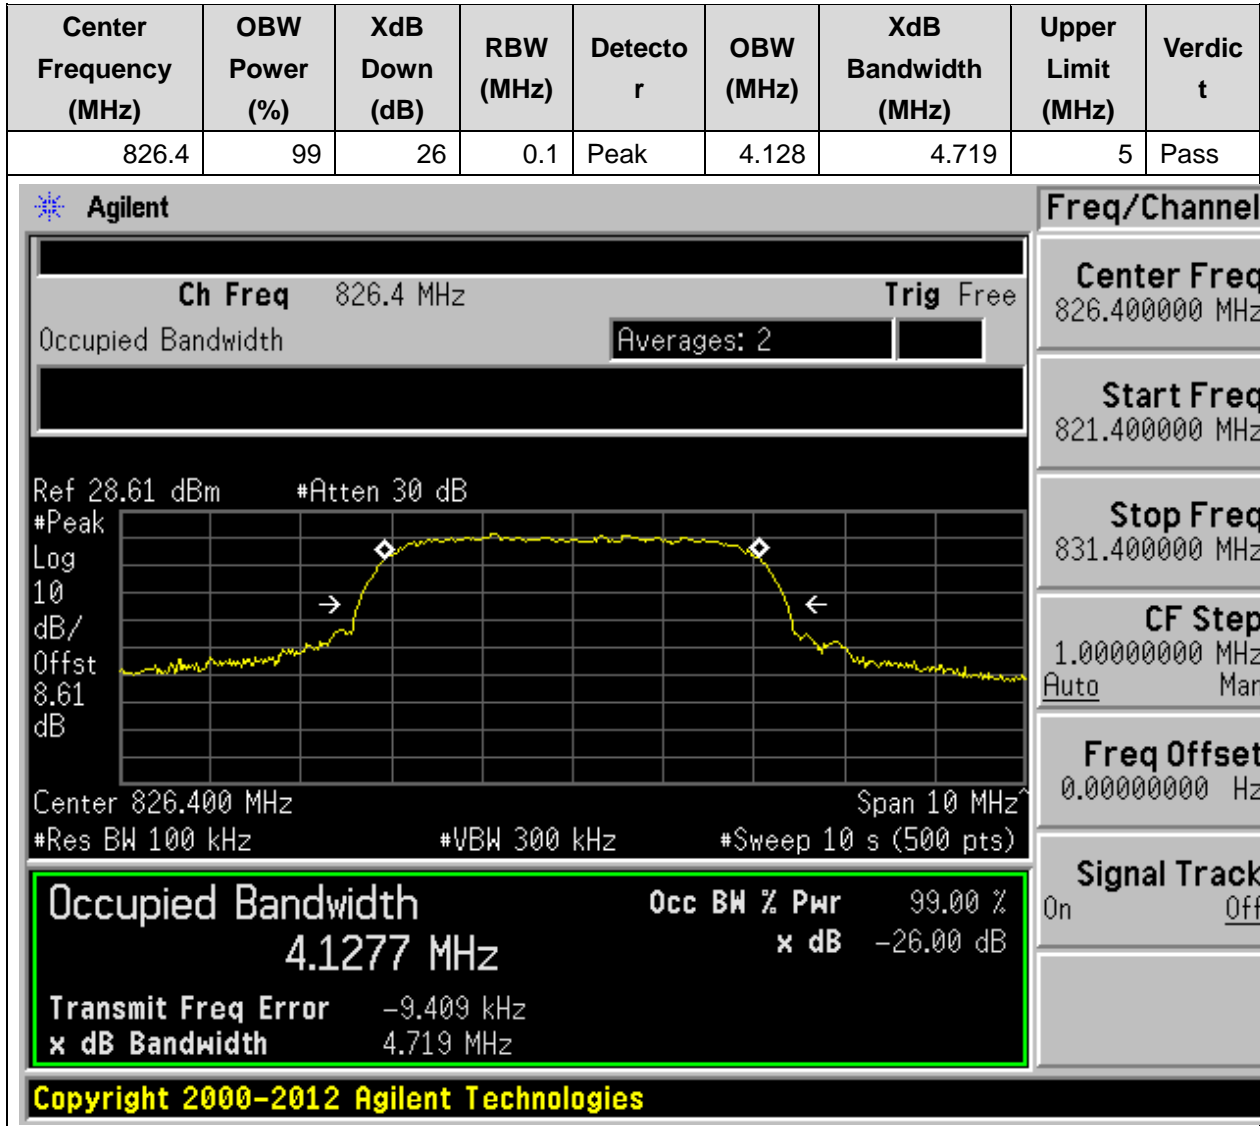 Center Frequency (MHz) OBW Power (%) XdB Down (dB) RBW (MHz) Detector OBW (MHz) XdB Bandwidth (MHz) Upper Limit (MHz) Verdict
826.4 99 26 0.1 Peak 4.128 4.719 5 Pass
Agilent
Ch Freq 826.4 MHz Trig Free
Occupied Bandwidth Averages: 2
Ref 28.61 dBm #Atten 30 dB
#Peak
Log
10
dB/
Offst
8.61
dB
Center 826.400 MHz Span 10 MHz^
#Res BW 100 kHz #VBW 300 kHz #Sweep 10 s (500 pts)
Occupied Bandwidth Occ BW % Pwr 99.00 %
4.1277 MHz x dB -26.00 dB
Transmit Freq Error -9.409 kHz
x dB Bandwidth 4.719 MHz
Copyright 2000-2012 Agilent Technologies
Freq/Channel
Center Freq
826.400000 MHz
Start Freq
821.400000 MHz
Stop Freq
831.400000 MHz
CF Step
1.00000000 MHz
Auto Man
Freq Offset
0.00000000 Hz
Signal Track
On Off